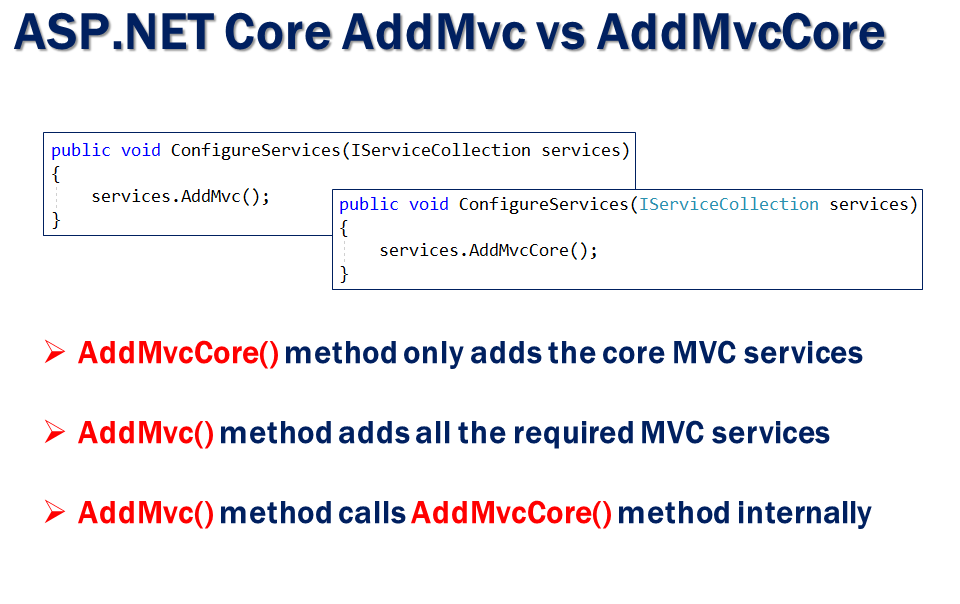 ASP.NET Core AddMvc vs AddMvcCore
public void ConfigureServices(IServiceCollection services)
{
services.AddMvc();
}
public void ConfigureServices(IServiceCollection services)
{
services.AddMvcCore();
}
AddMvcCore() method only adds the core MVC services
AddMvc() method adds all the required MVC services
AddMvc() method calls AddMvcCore() method internally